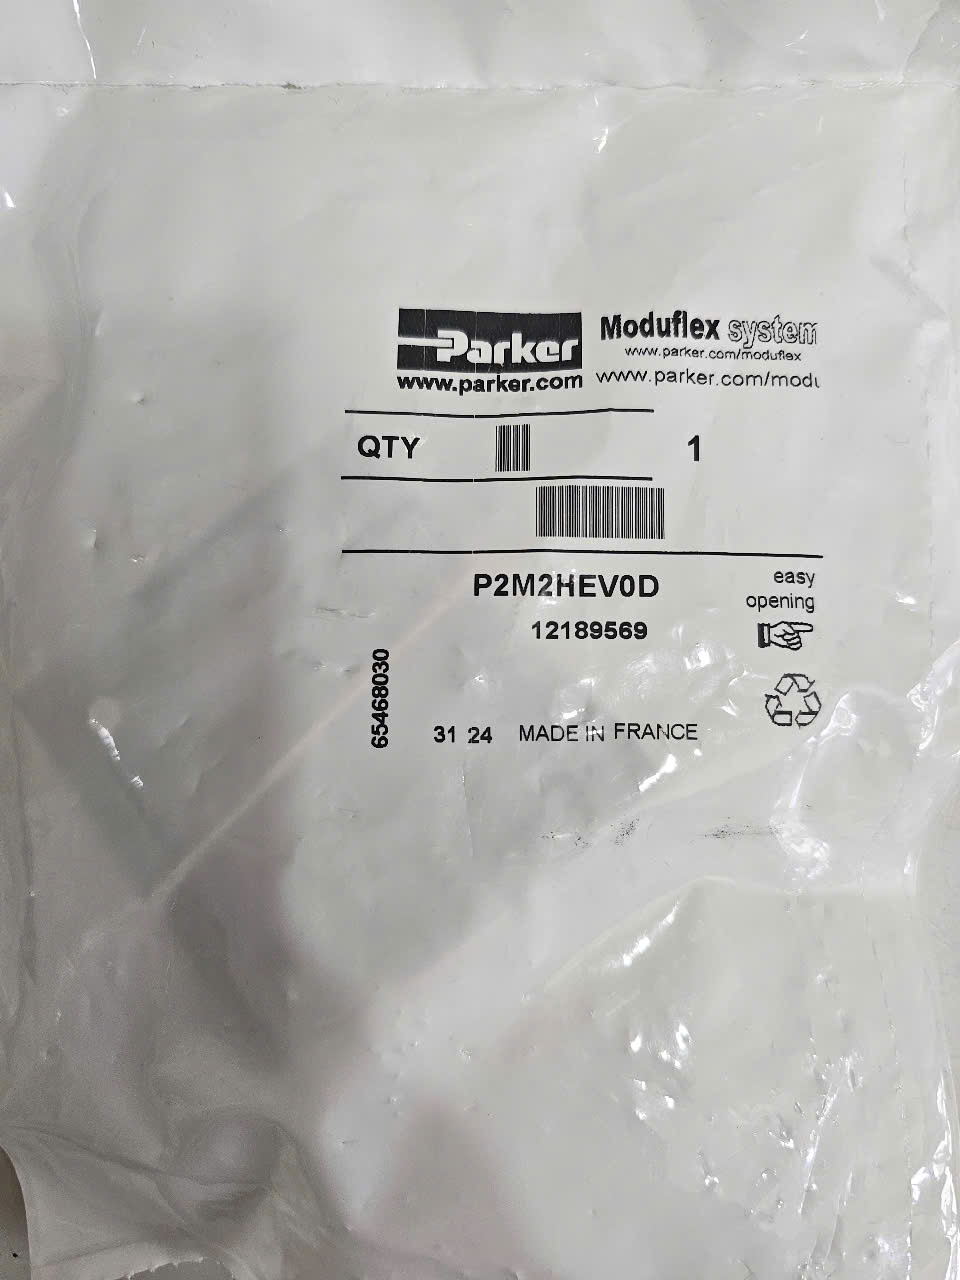 Parker
www.parker.com
Moduflex system
www.parker.com/moduflex
www.parker.com/modu
QTY 1
P2M2HEV0D
12189569
easy
opening
65468030
31 24 MADE IN FRANCE